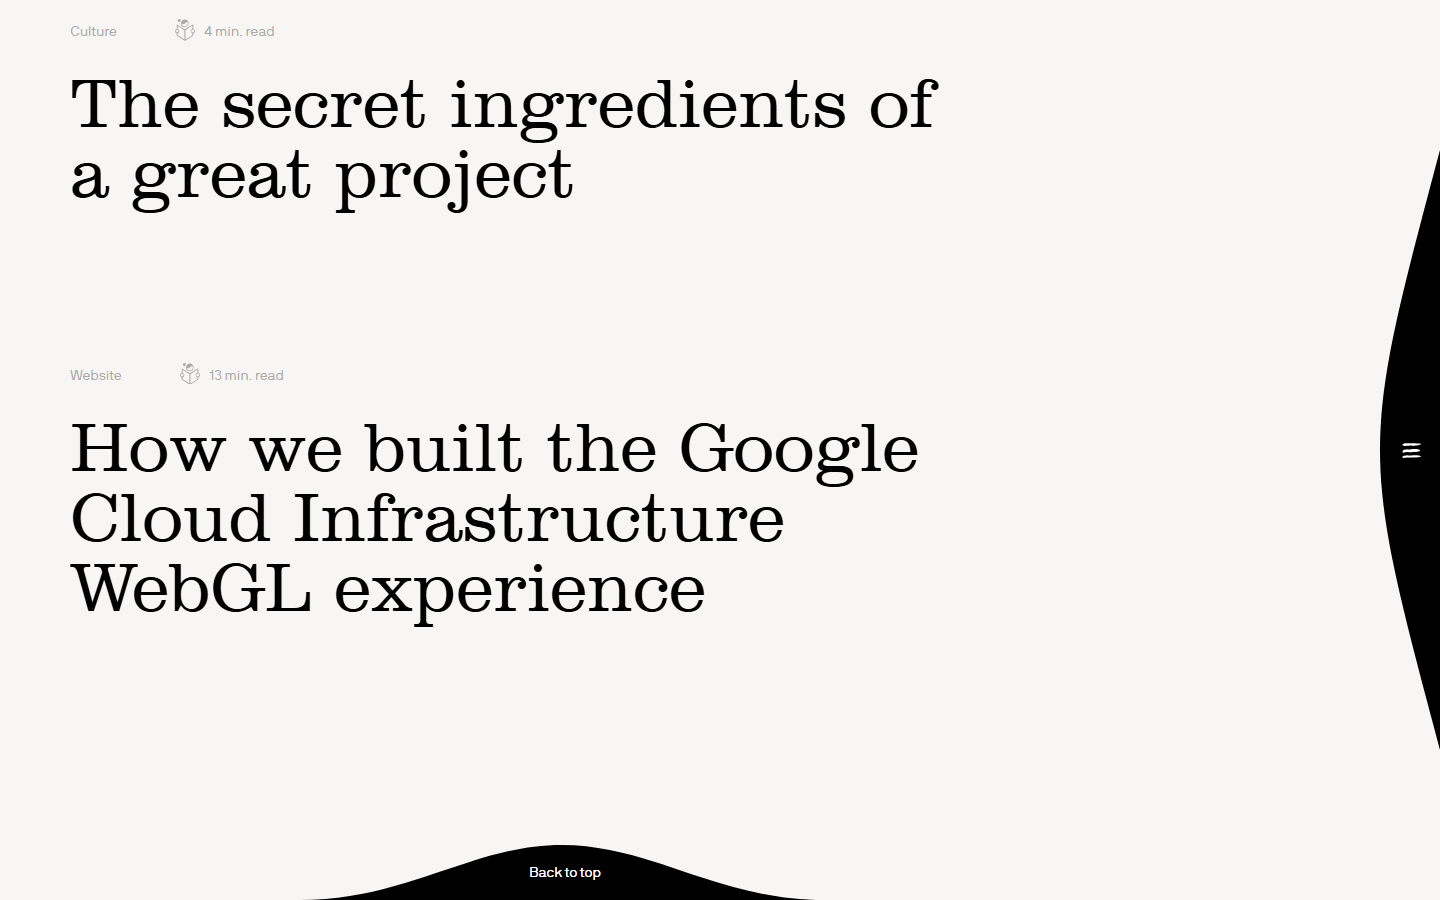 Culture
4 min. read
The secret ingredients of
a great project
Website
13 min. read
How we built the Google
Cloud Infrastructure
WebGL experience
Back to top